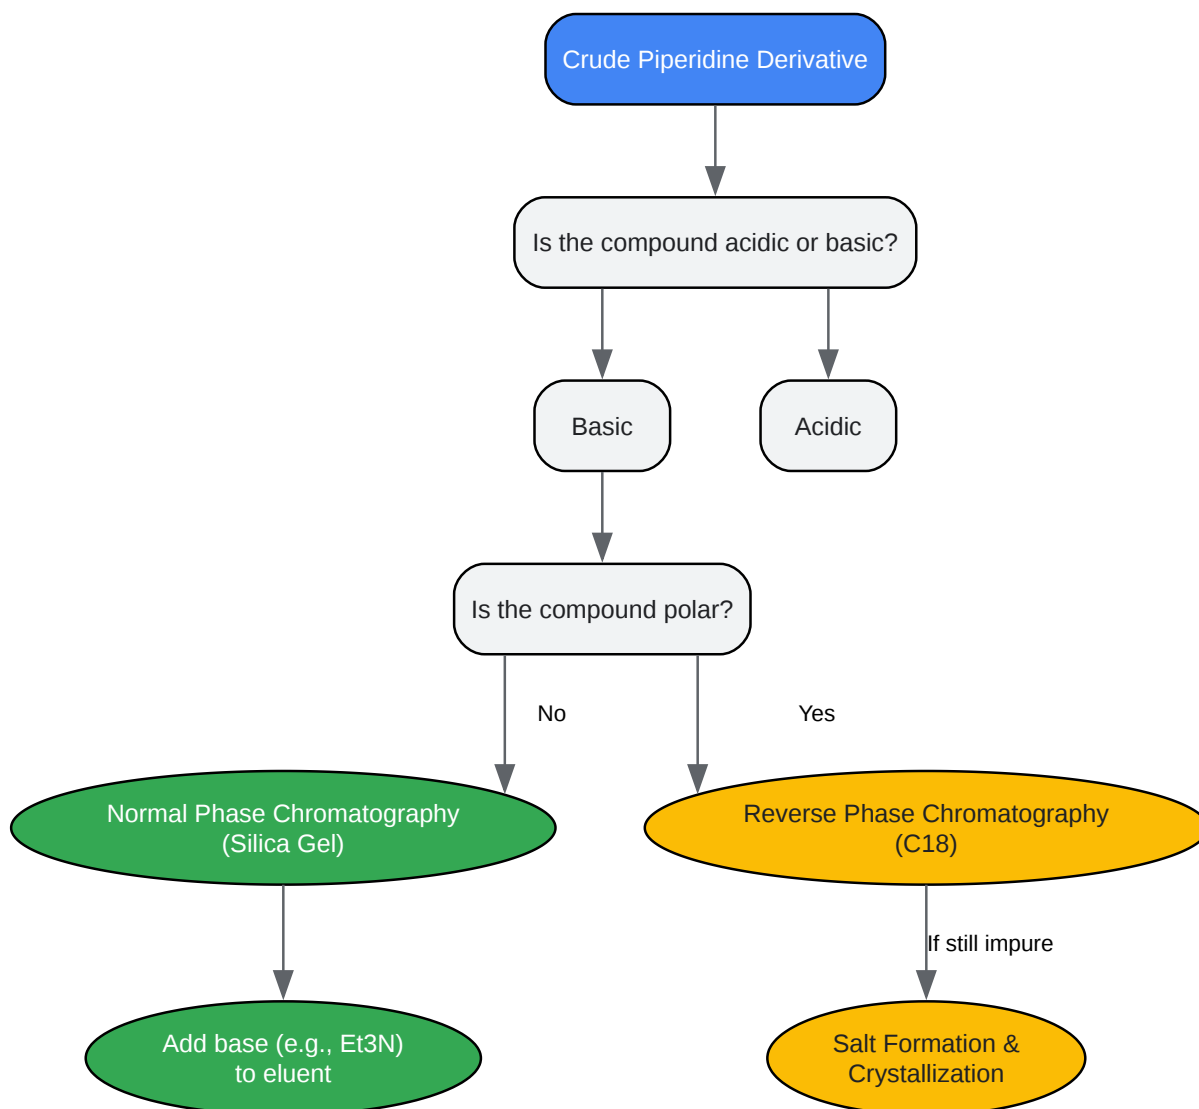 Crude Piperidine Derivative
Is the compound acidic or basic?
Basic
Acidic
Is the compound polar?
No
Yes
Normal Phase Chromatography
(Silica Gel)
Reverse Phase Chromatography
(C18)
If still impure
Add base (e.g., Et3N)
to eluent
Salt Formation &
Crystallization